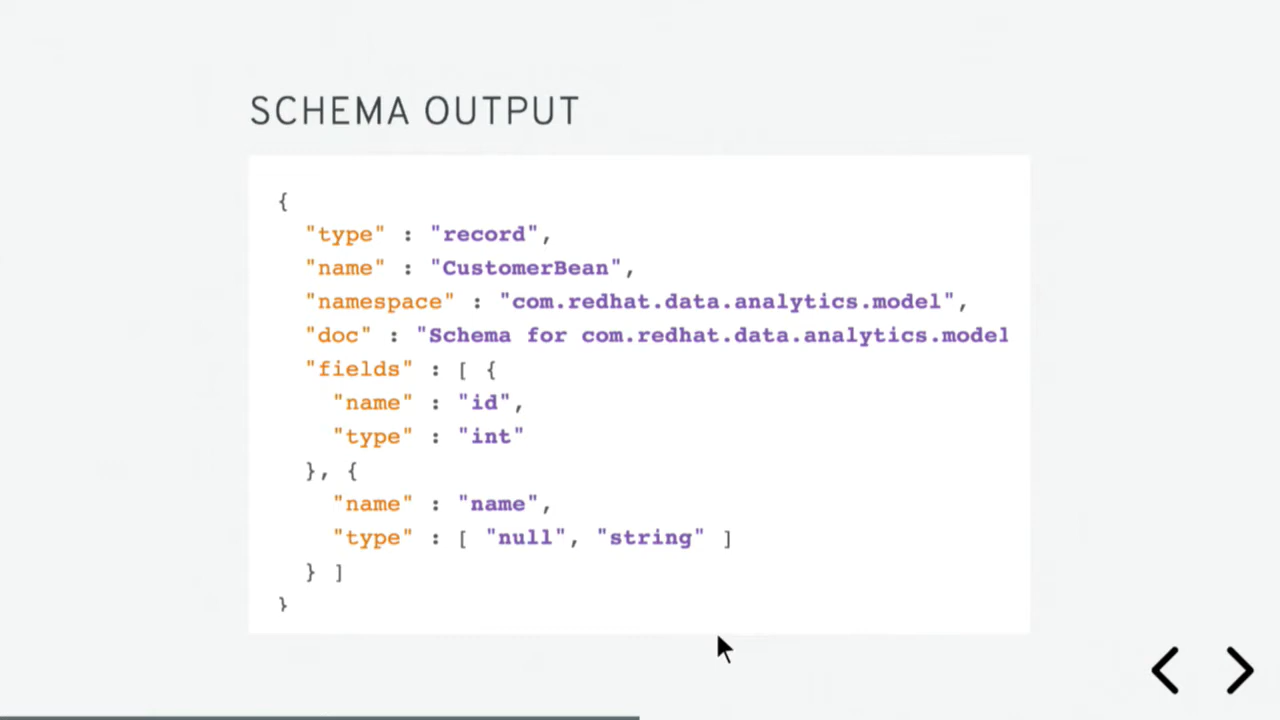 SCHEMA OUTPUT
{
"type" : "record",
"name" : "CustomerBean",
"namespace" : "com.redhat.data.analytics.model",
"doc" : "Schema for com.redhat.data.analytics.model
"fields" : [ {
"name" : "id",
"type" : "int"
}, {
"name" : "name",
"type" : [ "null", "string" ]
} ]
}